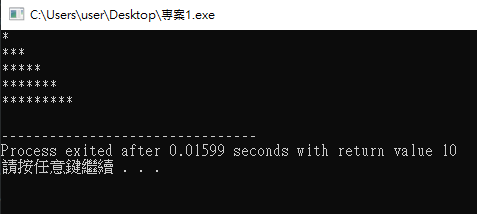 C:\Users\user\Desktop\專案1.exe
*
***
*****
*******
*********
--------------------------------
Process exited after 0.01599 seconds with return value 10
請按任意鍵繼續 . . .